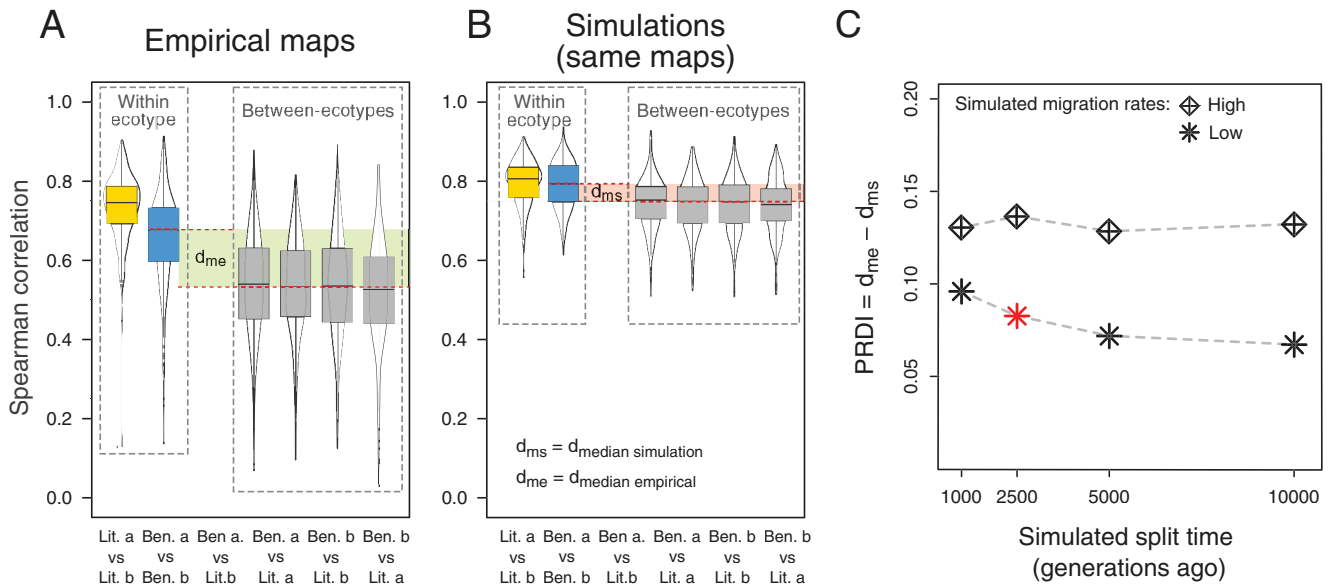 A
Empirical maps
Spearman correlation
1.0
0.8
0.6
0.4
0.2
0.0
Within
ecotype
Between-ecotypes
dme
Lit. a
vs
Lit. b
Ben. a
vs
Ben. b
Ben a.
vs
Lit.b
Ben. a
vs
Lit. a
Ben. b
vs
Lit. b
Ben. b
vs
Lit. a
B
Simulations
(same maps)
1.0
0.8
0.6
0.4
0.2
0.0
Within
ecotype
Between-ecotypes
dms
dms = dmedian simulation
dme = dmedian empirical
Lit. a
vs
Lit. b
Ben. a
vs
Ben. b
Ben a.
vs
Lit.b
Ben. a
vs
Lit. a
Ben. b
vs
Lit. b
Ben. b
vs
Lit. a
C
PRDI = dme − dms
0.20
0.15
0.10
0.05
Simulated migration rates:
High
Low
1000
2500
5000
10000
Simulated split time
(generations ago)